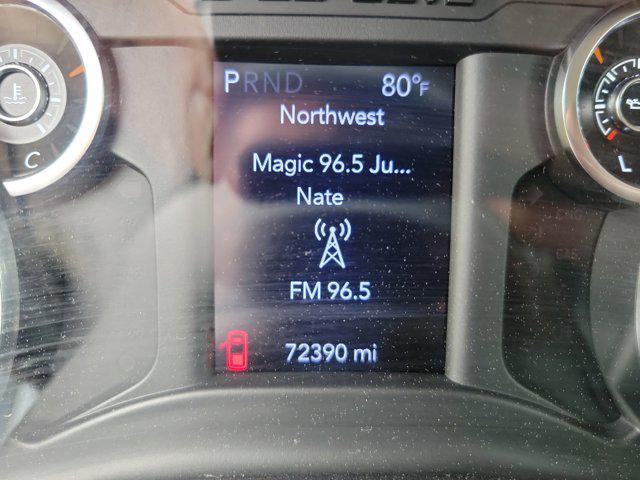 PRND 80°F
Northwest
Magic 96.5 Ju...
Nate
FM 96.5
72390 mi
C
L